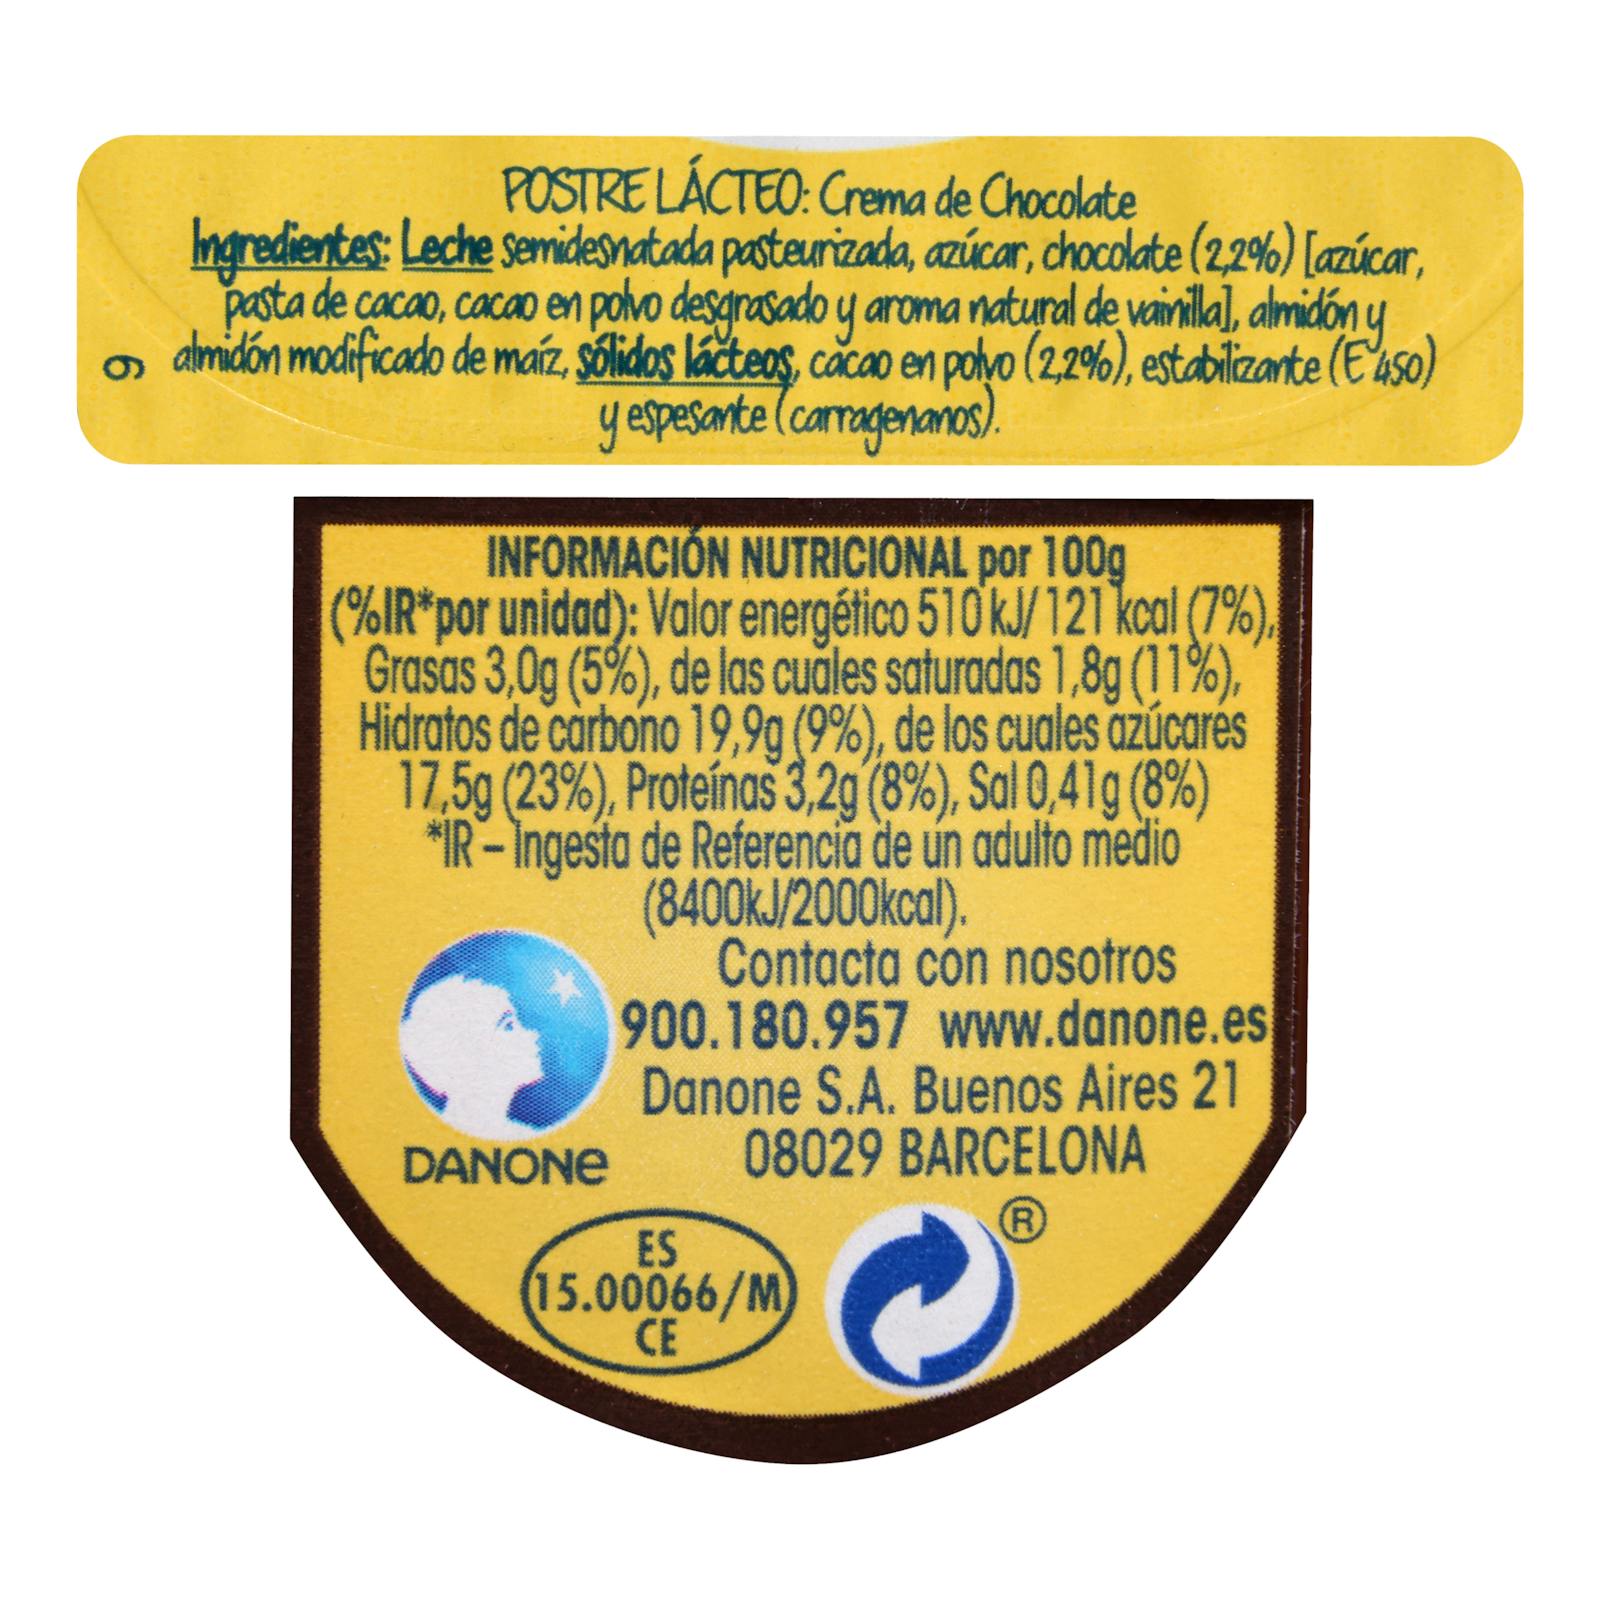 POSTRE LÁCTEO: Crema de Chocolate
Ingredientes: Leche semidesnatada pasteurizada, azúcar, chocolate (2,2%) [azúcar,
pasta de cacao, cacao en polvo desgrasado y aroma natural de vainilla], almidón y
almidón modificado de maíz, sólidos lácteos, cacao en polvo (2,2%), estabilizante (E 450)
y espesante (carragenanos).
9
INFORMACIÓN NUTRICIONAL por 100g
(%IR*por unidad): Valor energético 510 kJ/ 121 kcal (7%),
Grasas 3,0g (5%), de las cuales saturadas 1,8g (11%),
Hidratos de carbono 19,9g (9%), de los cuales azúcares
17,5g (23%), Proteínas 3,2g (8%), Sal 0,41g (8%)
*IR – Ingesta de Referencia de un adulto medio
(8400kJ/2000kcal).
Contacta con nosotros
900.180.957 www.danone.es
Danone S.A. Buenos Aires 21
08029 BARCELONA
DANONE
ES
15.00066/M
CE
®